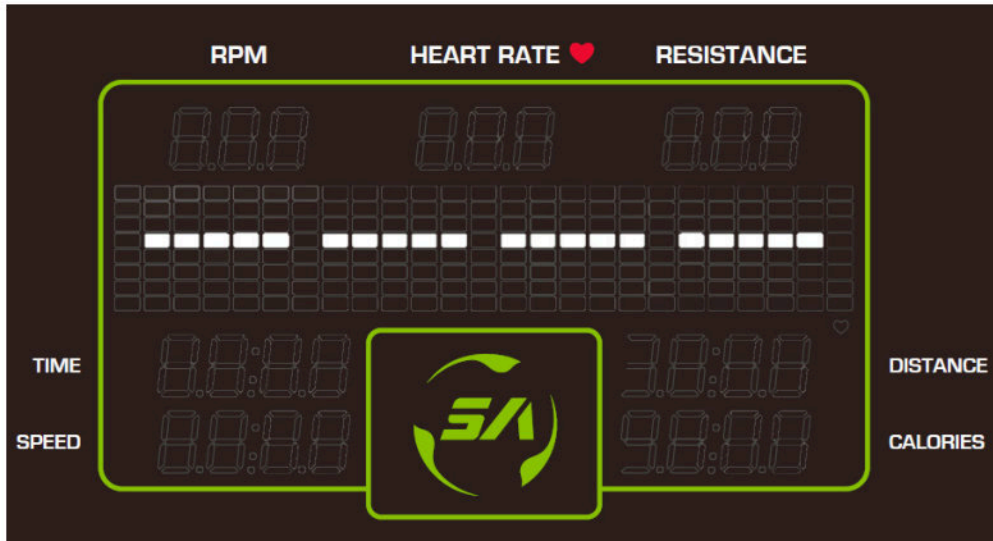 RPM HEART RATE RESISTANCE
TIME DISTANCE
SA
SPEED CALORIES